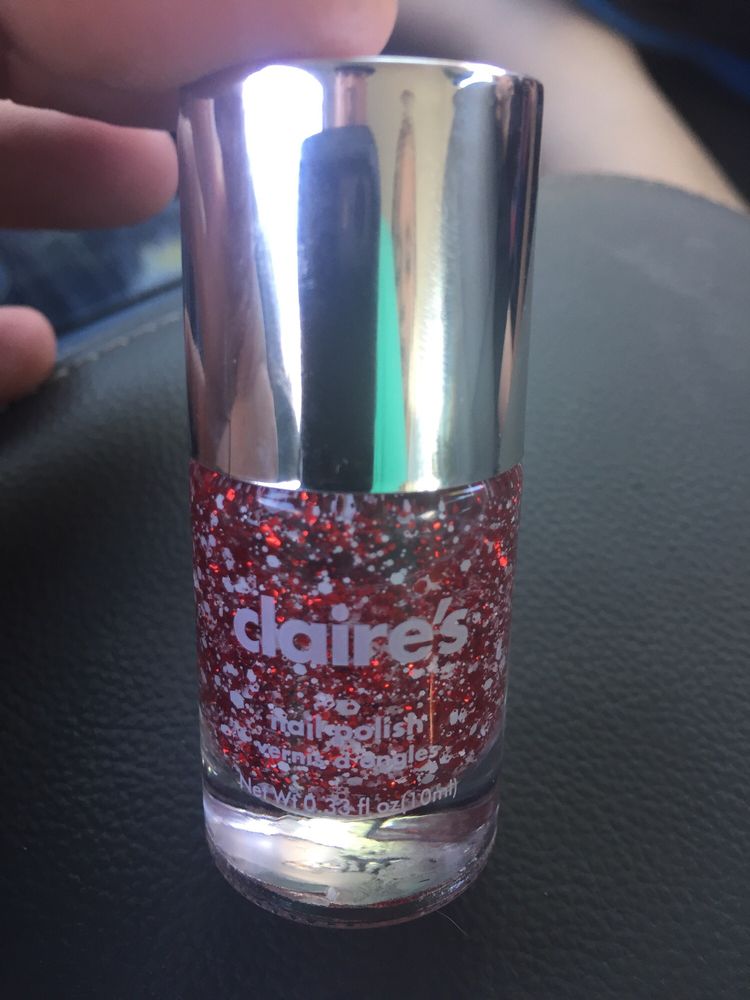 claire's
nail polish
vernis d'ongles
Net Wt 0.33 fl oz(10ml)